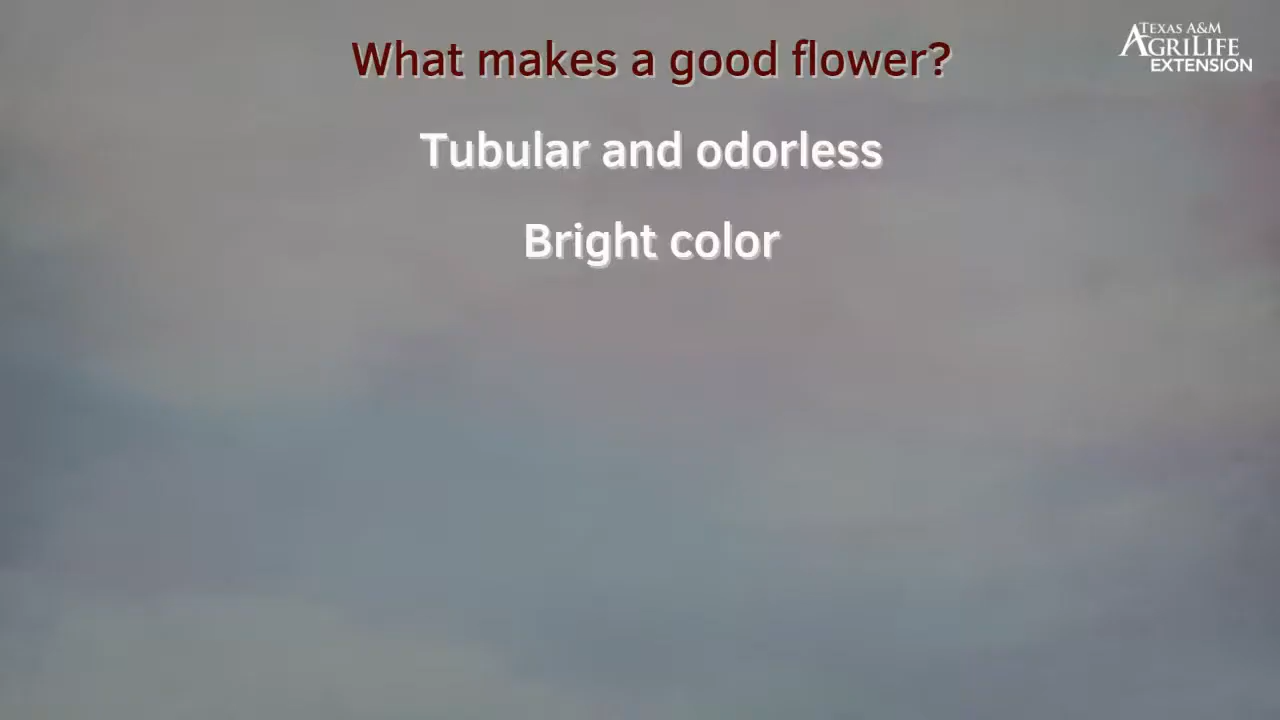 What makes a good flower?
TEXAS A&M
AGRILIFE
EXTENSION
Tubular and odorless
Bright color